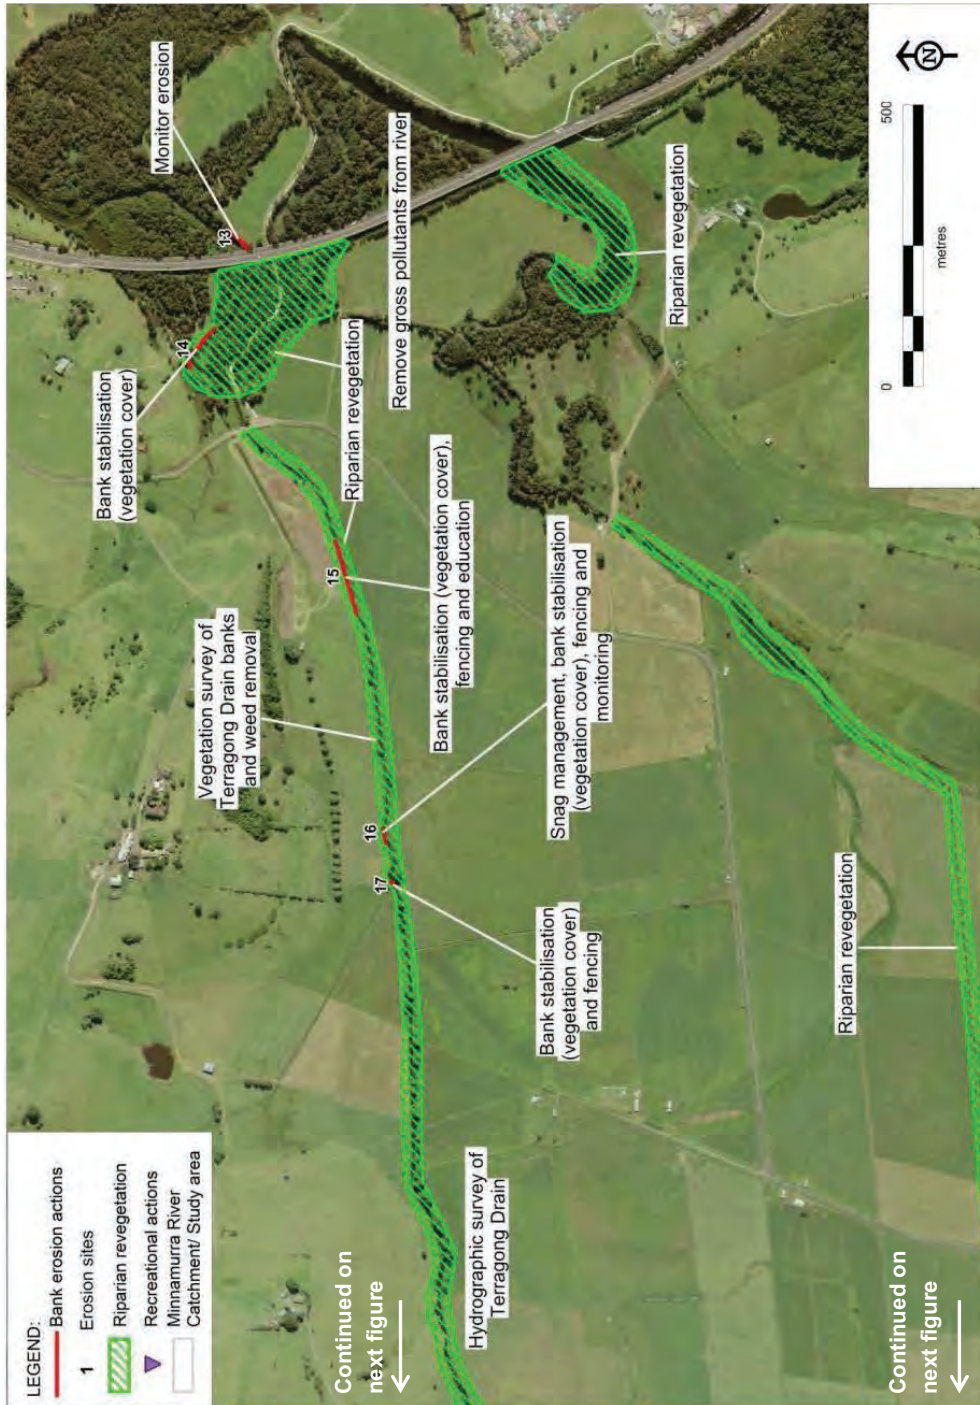 LEGEND:
Bank erosion actions
1 Erosion sites
Riparian revegetation
Recreational actions
Minnamurra River
Catchment/ Study area
Continued on
next figure
Hydrographic survey of
Terragong Drain
Vegetation survey of
Terragong Drain banks
and weed removal
17
16
15
Bank stabilisation
(vegetation cover)
and fencing
Snag management, bank stabilisation
(vegetation cover), fencing and
monitoring
Bank stabilisation (vegetation cover),
fencing and education
Riparian revegetation
Bank stabilisation
(vegetation cover)
14
13
Monitor erosion
Remove gross pollutants from river
Riparian revegetation
Riparian revegetation
Continued on
next figure
N
0
500
metres